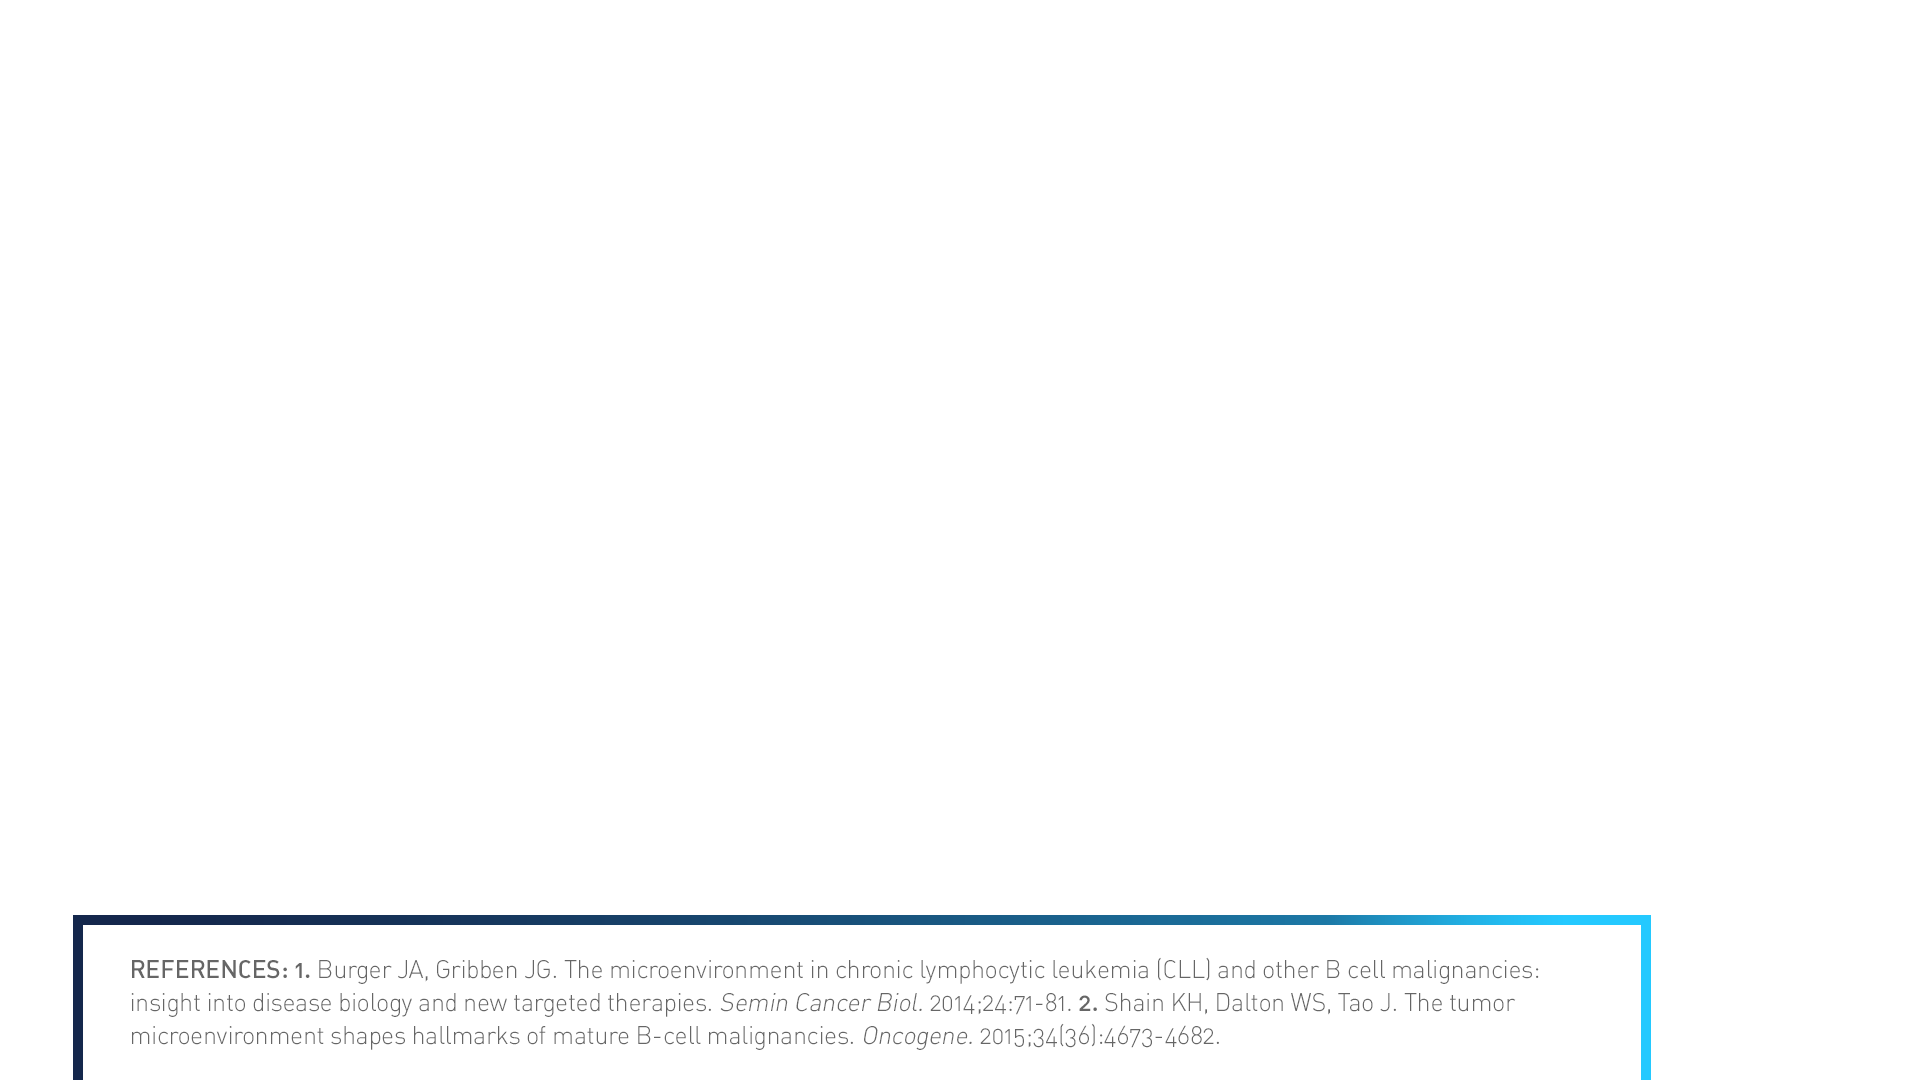 REFERENCES: 1. Burger JA, Gribben JG. The microenvironment in chronic lymphocytic leukemia (CLL) and other B cell malignancies:
insight into disease biology and new targeted therapies. Semin Cancer Biol. 2014;24:71-81. 2. Shain KH, Dalton WS, Tao J. The tumor
microenvironment shapes hallmarks of mature B-cell malignancies. Oncogene. 2015;34(36):4673-4682.